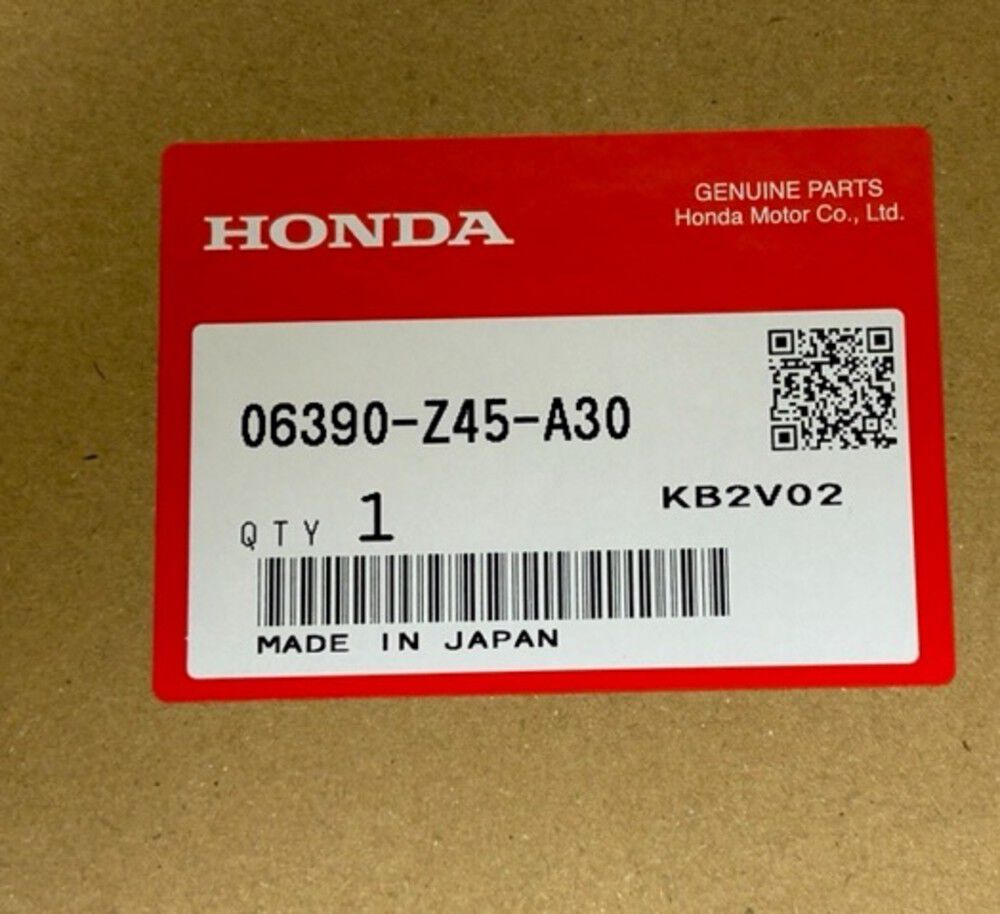 HONDA
GENUINE PARTS
Honda Motor Co., Ltd.
06390-Z45-A30
QTY 1
KB2V02
MADE IN JAPAN